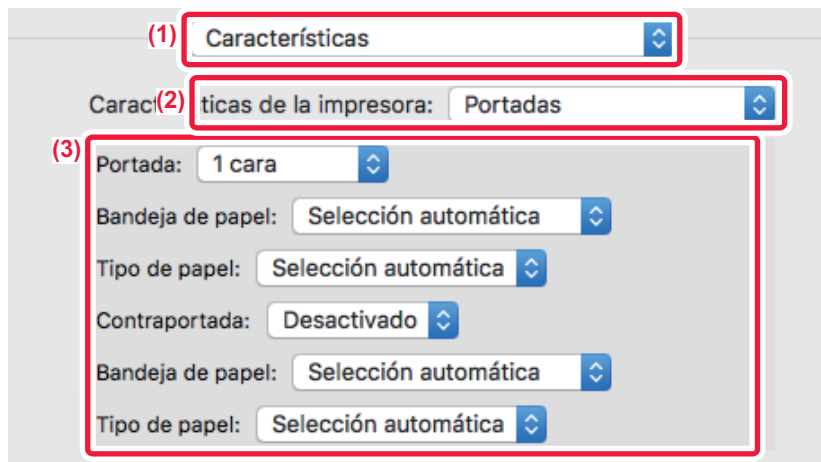 (1) Características
Caract(2)ticas de la impresora: Portadas
(3)
Portada: 1 cara
Bandeja de papel: Selección automática
Tipo de papel: Selección automática
Contraportada: Desactivado
Bandeja de papel: Selección automática
Tipo de papel: Selección automática